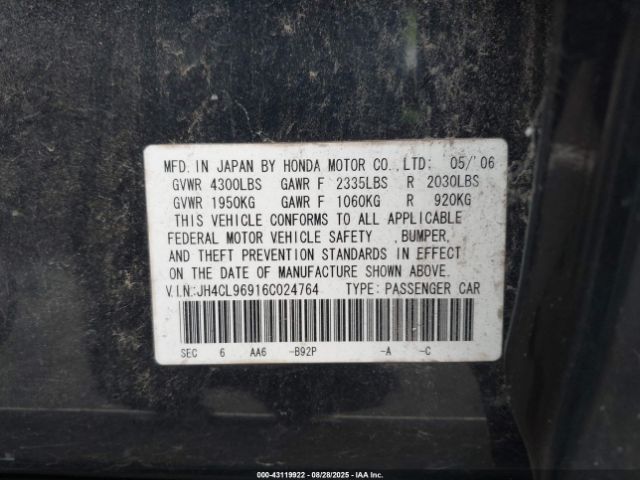 MFD. IN JAPAN BY HONDA MOTOR CO.,LTD: 05/'06
GVWR 4300LBS GAWR F 2335LBS R 2030LBS
GVWR 1950KG GAWR F 1060KG R 920KG
THIS VEHICLE CONFORMS TO ALL APPLICABLE
FEDERAL MOTOR VEHICLE SAFETY ,BUMPER,
AND THEFT PREVENTION STANDARDS IN EFFECT
ON THE DATE OF MANUFACTURE SHOWN ABOVE.
V.I.N:JH4CL96916C024764 TYPE: PASSENGER CAR
SEC 6 AA6 -B92P -A -C
000-43119922 - 08/28/2025 - IAAI.CA